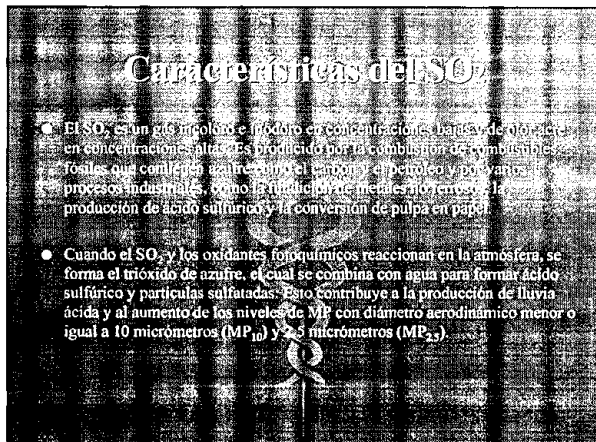 Características del SO₂
● El SO₂ es un gas incoloro e inodoro en concentraciones bajas y de olor acre
en concentraciones altas. Es producido por la combustión de combustibles
fósiles que contienen azufre como el carbón y el petróleo y por varios
procesos industriales, como la fundición de metales no ferrosos, la
producción de ácido sulfúrico y la conversión de pulpa en papel.
● Cuando el SO₂ y los oxidantes fotoquímicos reaccionan en la atmósfera, se
forma el trióxido de azufre, el cual se combina con agua para formar ácido
sulfúrico y partículas sulfatadas. Esto contribuye a la producción de lluvia
ácida y al aumento de los niveles de MP con diámetro aerodinámico menor o
igual a 10 micrómetros (MP₁₀) y 2.5 micrómetros (MP₂.₅).